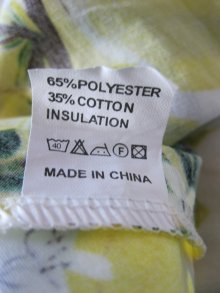 65%POLYESTER
35%COTTON
INSULATION
40 F
MADE IN CHINA